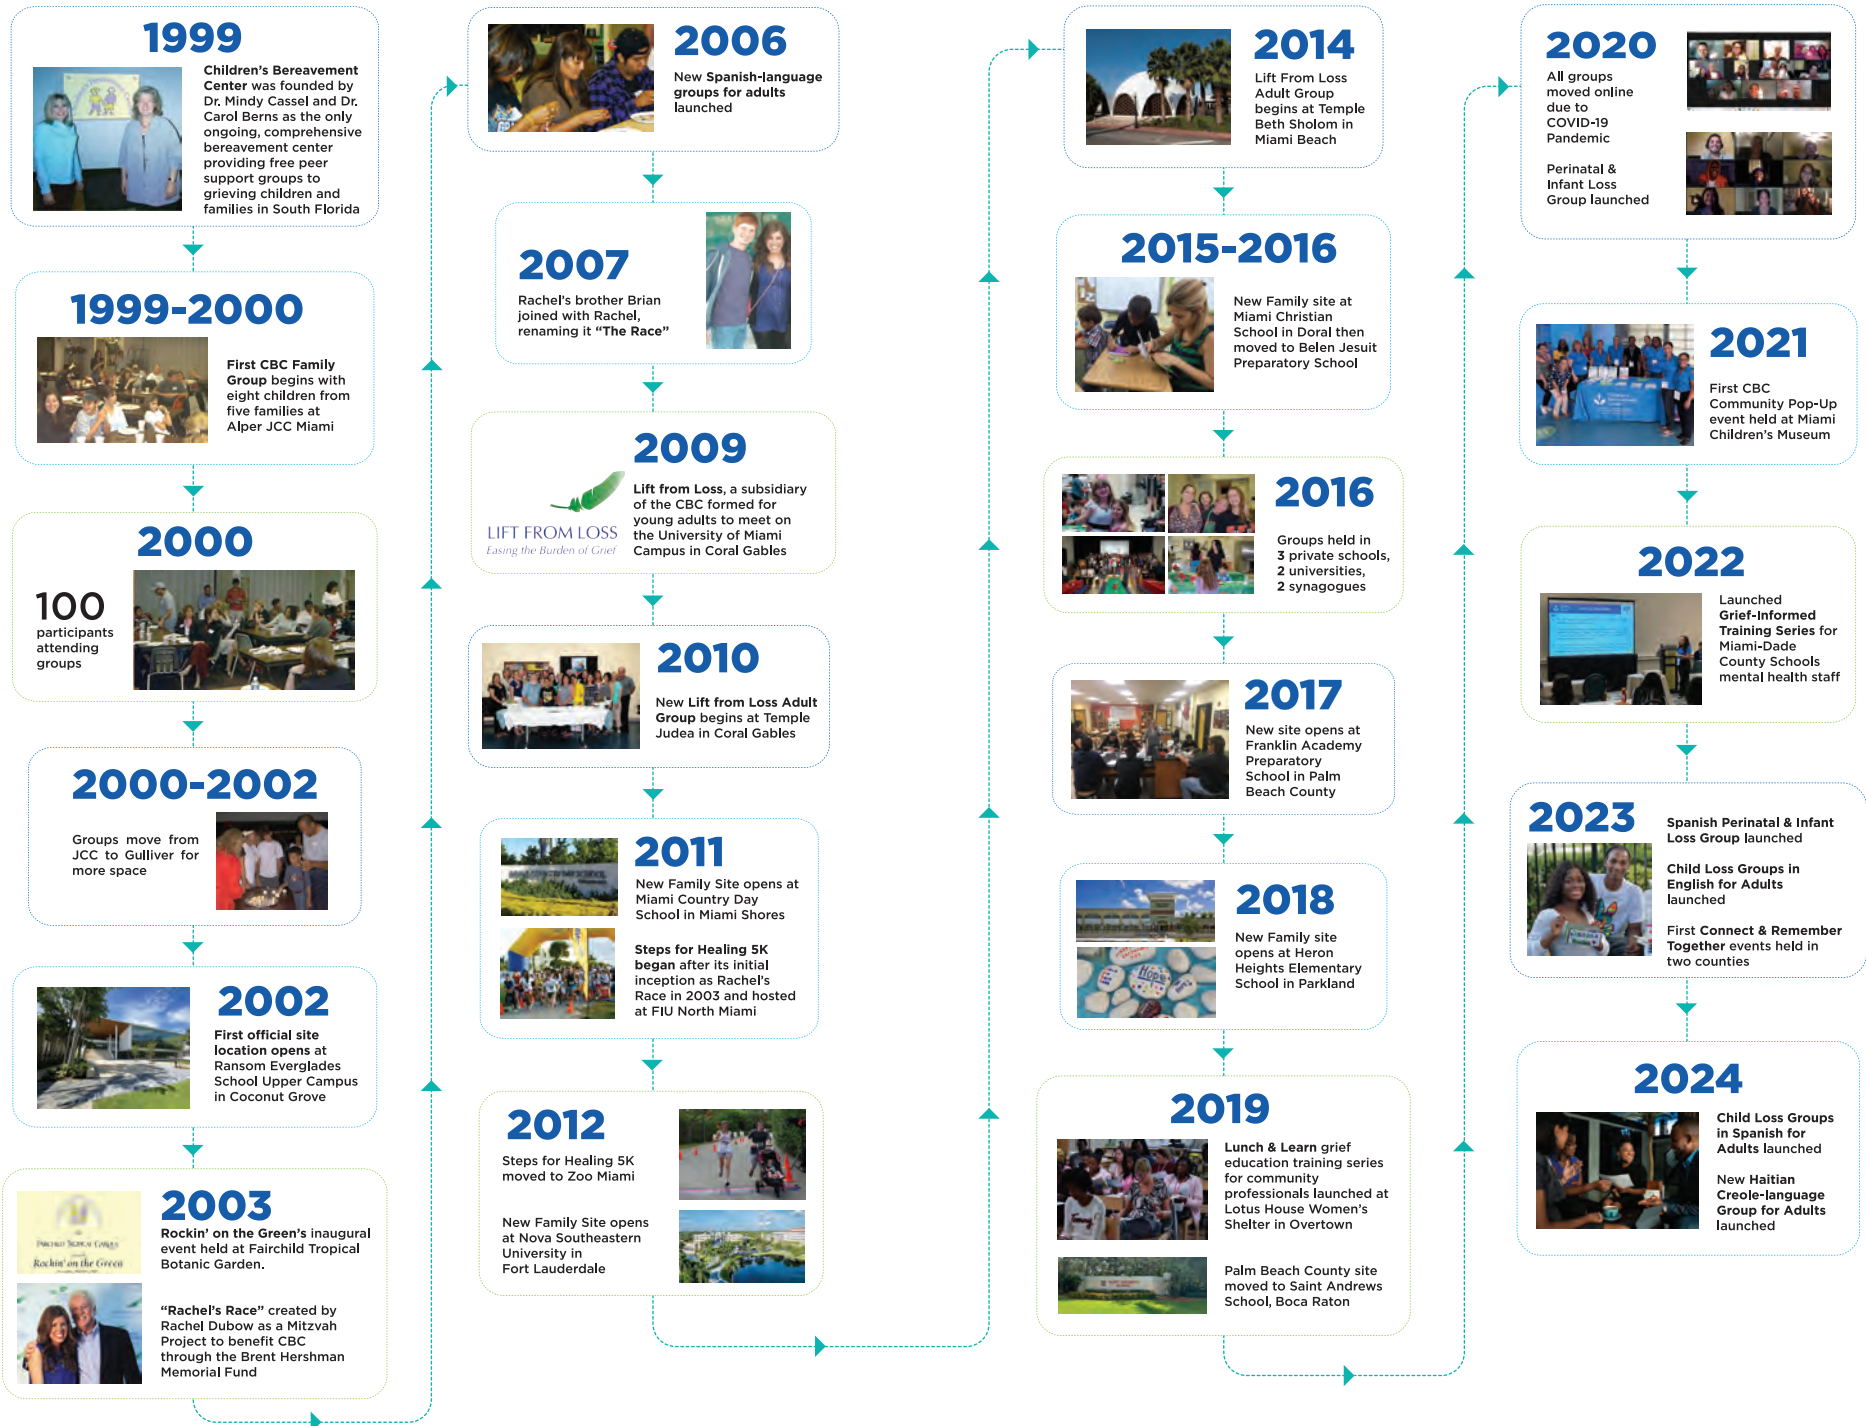 1999
Children's Bereavement
Center was founded by
Dr. Mindy Cassel and Dr.
Carol Berns as the only
ongoing, comprehensive
bereavement center
providing free peer
support groups to
grieving children and
families in South Florida
1999-2000
First CBC Family
Group begins with
eight children from
five families at
Alper JCC Miami
2000
100
participants
attending
groups
2000-2002
Groups move from
JCC to Gulliver for
more space
2002
First official site
location opens at
Ransom Everglades
School Upper Campus
in Coconut Grove
2003
Rockin' on the Green's inaugural
event held at Fairchild Tropical
Botanic Garden.
Fairchild Tropical Garden
Rockin' on the Green
"Rachel's Race" created by
Rachel Dubow as a Mitzvah
Project to benefit CBC
through the Brent Hershman
Memorial Fund
2006
New Spanish-language
groups for adults
launched
2007
Rachel's brother Brian
joined with Rachel,
renaming it "The Race"
2009
Lift from Loss, a subsidiary
of the CBC formed for
young adults to meet on
the University of Miami
Campus in Coral Gables
LIFT FROM LOSS
Easing the Burden of Grief
2010
New Lift from Loss Adult
Group begins at Temple
Judea in Coral Gables
2011
New Family Site opens at
Miami Country Day
School in Miami Shores
Steps for Healing 5K
began after its initial
inception as Rachel's
Race in 2003 and hosted
at FIU North Miami
2012
Steps for Healing 5K
moved to Zoo Miami
New Family Site opens
at Nova Southeastern
University in
Fort Lauderdale
2014
Lift From Loss
Adult Group
begins at Temple
Beth Sholom in
Miami Beach
2015-2016
New Family site at
Miami Christian
School in Doral then
moved to Belen Jesuit
Preparatory School
2016
Groups held in
3 private schools,
2 universities,
2 synagogues
2017
New site opens at
Franklin Academy
Preparatory
School in Palm
Beach County
2018
New Family site
opens at Heron
Heights Elementary
School in Parkland
Hope
2019
Lunch & Learn grief
education training series
for community
professionals launched at
Lotus House Women's
Shelter in Overtown
Palm Beach County site
moved to Saint Andrews
School, Boca Raton
2020
All groups
moved online
due to
COVID-19
Pandemic
Perinatal &
Infant Loss
Group launched
2021
First CBC
Community Pop-Up
event held at Miami
Children's Museum
2022
Launched
Grief-Informed
Training Series for
Miami-Dade
County Schools
mental health staff
2023
Spanish Perinatal & Infant
Loss Group launched
Child Loss Groups in
English for Adults
launched
First Connect & Remember
Together events held in
two counties
2024
Child Loss Groups
in Spanish for
Adults launched
New Haitian
Creole-language
Group for Adults
launched